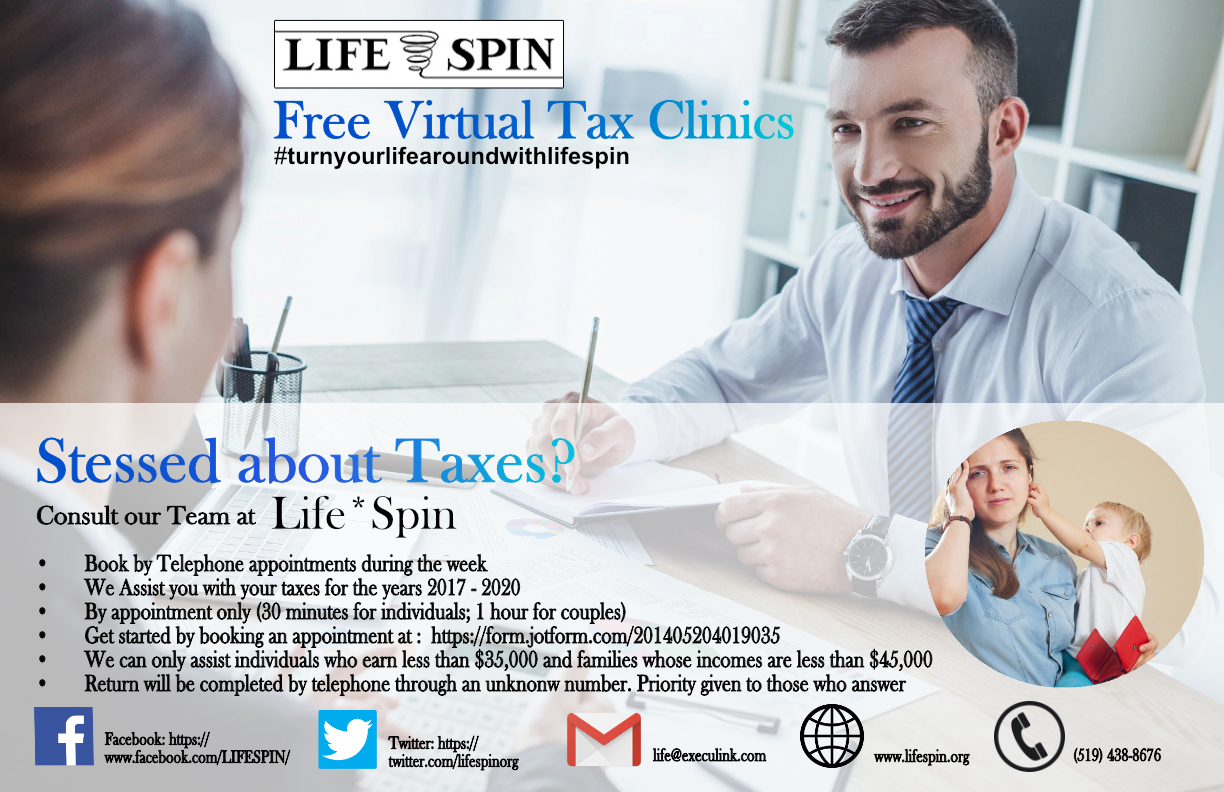 LIFE SPIN
Free Virtual Tax Clinics
#turnyourlifearoundwithlifespin
Stessed about Taxes?
Consult our Team at Life*Spin
• Book by Telephone appointments during the week
• We Assist you with your taxes for the years 2017 - 2020
• By appointment only (30 minutes for individuals; 1 hour for couples)
• Get started by booking an appointment at : https://form.jotform.com/201405204019035
• We can only assist individuals who earn less than $35,000 and families whose incomes are less than $45,000
• Return will be completed by telephone through an unknonw number. Priority given to those who answer
Facebook: https://
www.facebook.com/LIFESPIN/
Twitter: https://
twitter.com/lifespinorg
life@execulink.com
www.lifespin.org
(519) 438-8676